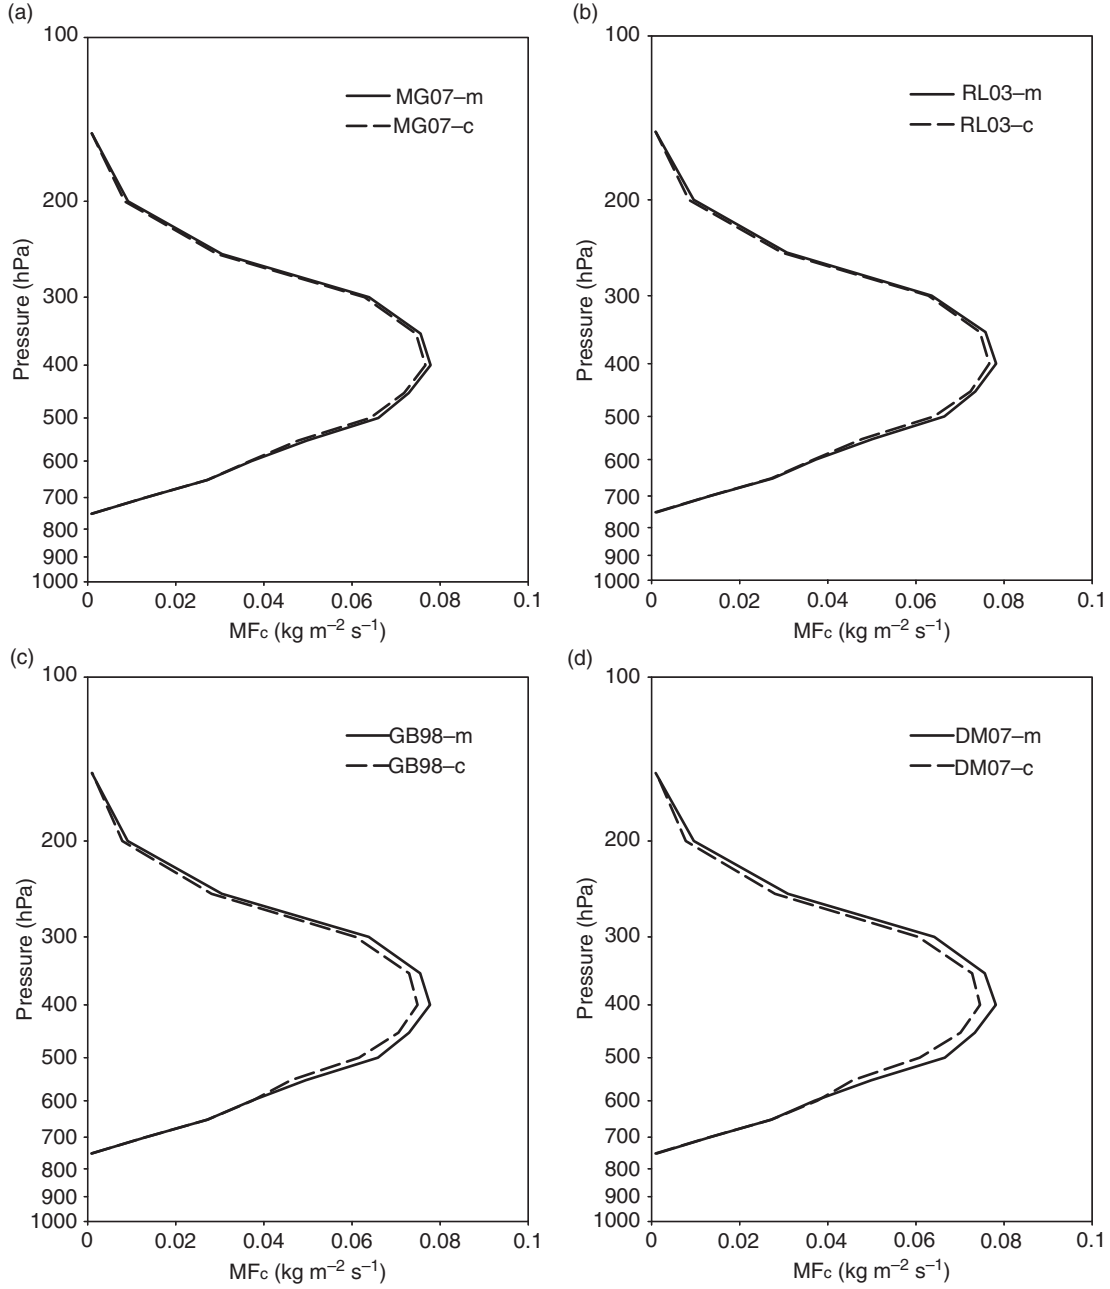 (a)
100
200
300
400
500
600
700
800
900
1000
Pressure (hPa)
MG07–m
MG07–c
0 0.02 0.04 0.06 0.08 0.1
MFc (kg m⁻² s⁻¹)
(b)
100
200
300
400
500
600
700
800
900
1000
Pressure (hPa)
RL03–m
RL03–c
0 0.02 0.04 0.06 0.08 0.1
MFc (kg m⁻² s⁻¹)
(c)
100
200
300
400
500
600
700
800
900
1000
Pressure (hPa)
GB98–m
GB98–c
0 0.02 0.04 0.06 0.08 0.1
MFc (kg m⁻² s⁻¹)
(d)
100
200
300
400
500
600
700
800
900
1000
Pressure (hPa)
DM07–m
DM07–c
0 0.02 0.04 0.06 0.08 0.1
MFc (kg m⁻² s⁻¹)